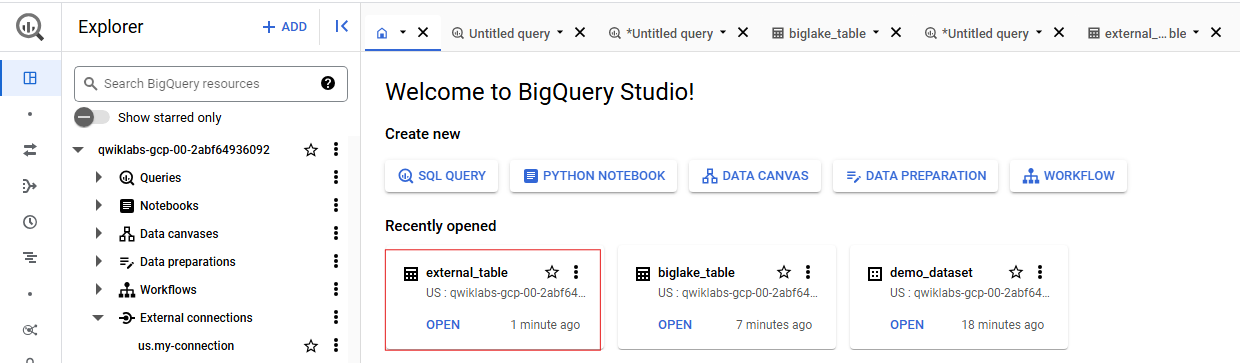 Explorer
+ ADD
Untitled query
*Untitled query
biglake_table
*Untitled query
external_...ble
Search BigQuery resources
Show starred only
qwiklabs-gcp-00-2abf64936092
Queries
Notebooks
Data canvases
Data preparations
Workflows
External connections
us.my-connection
Welcome to BigQuery Studio!
Create new
SQL QUERY
PYTHON NOTEBOOK
DATA CANVAS
DATA PREPARATION
WORKFLOW
Recently opened
external_table
US : qwiklabs-gcp-00-2abf64...
OPEN
1 minute ago
biglake_table
US : qwiklabs-gcp-00-2abf64...
OPEN
7 minutes ago
demo_dataset
US : qwiklabs-gcp-00-2abf64...
OPEN
18 minutes ago